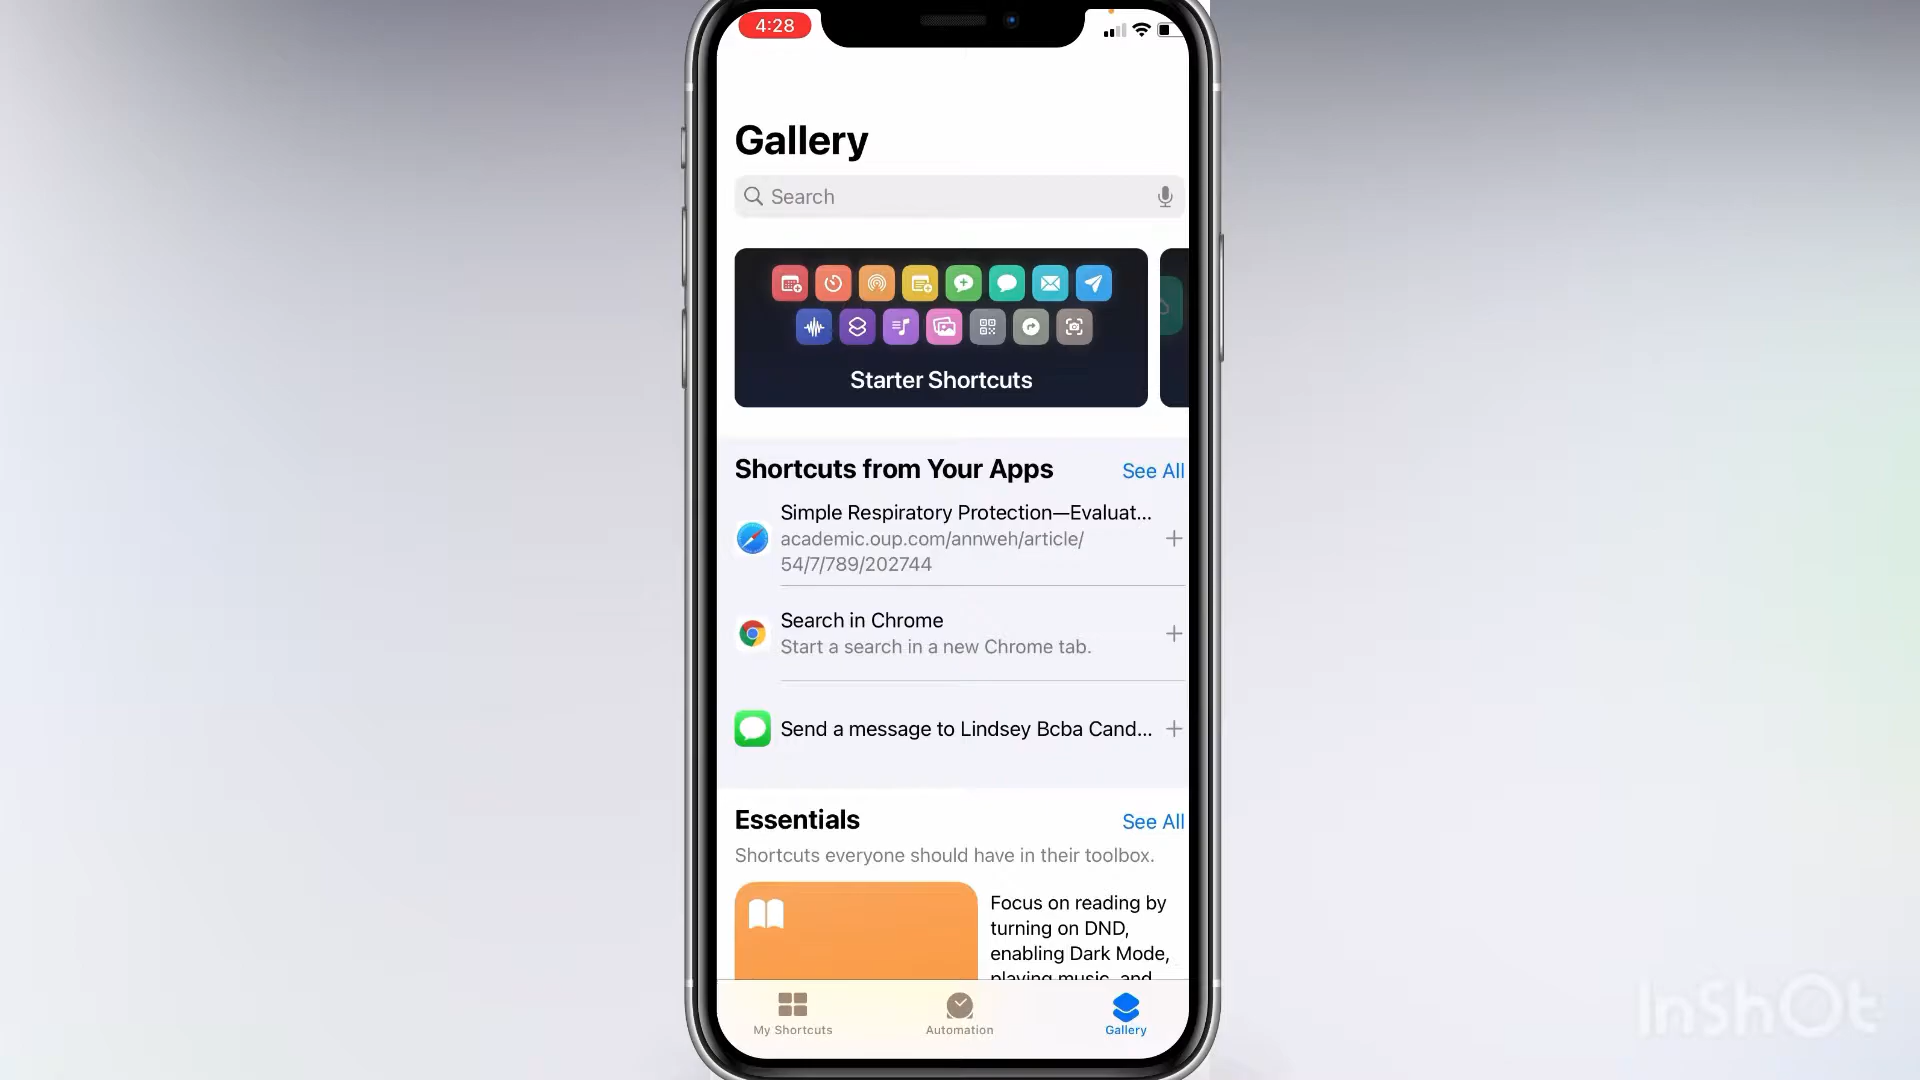 4:28
Gallery
Search
Starter Shortcuts
Shortcuts from Your Apps
See All
Simple Respiratory Protection—Evaluat...
academic.oup.com/annweh/article/
54/7/789/202744
Search in Chrome
Start a search in a new Chrome tab.
Send a message to Lindsey Bcba Cand...
Essentials
See All
Shortcuts everyone should have in their toolbox.
Focus on reading by
turning on DND,
enabling Dark Mode,
playing music, and
My Shortcuts
Automation
Gallery
InShOt